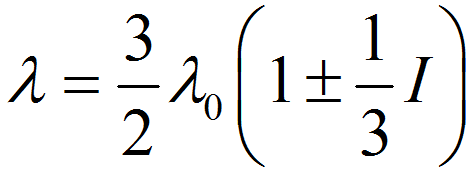 λ = 3/2 λ₀ (1 ± 1/3 I)